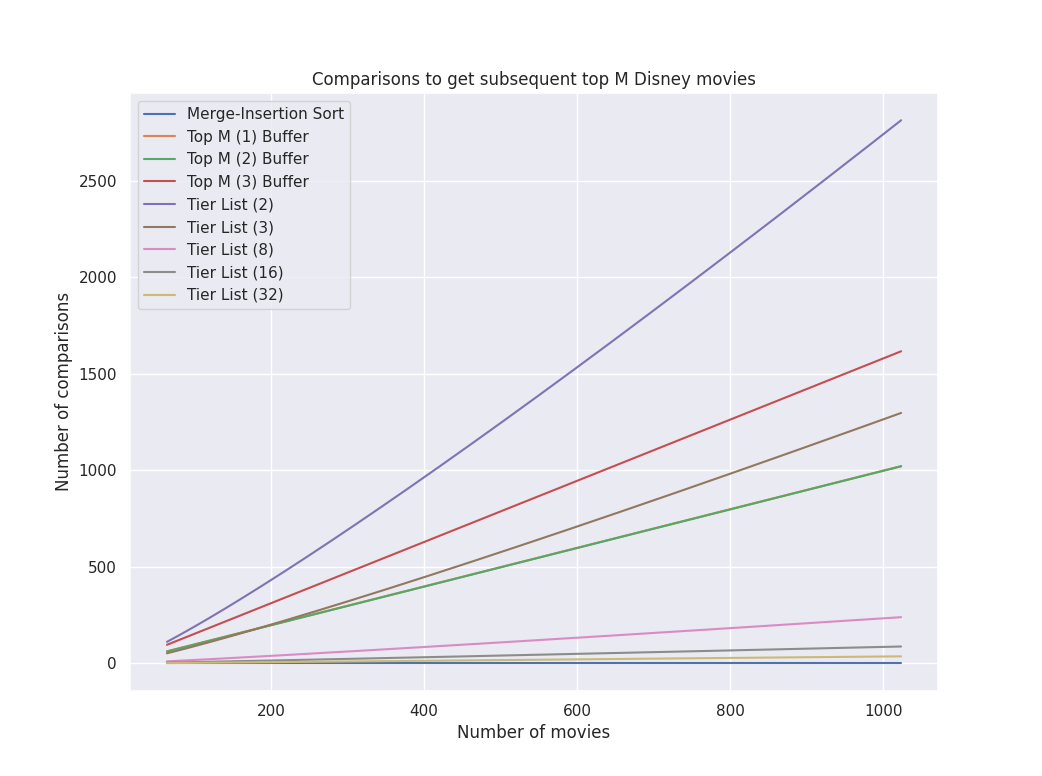 Comparisons to get subsequent top M Disney movies
Merge-Insertion Sort
Top M (1) Buffer
Top M (2) Buffer
Top M (3) Buffer
Tier List (2)
Tier List (3)
Tier List (8)
Tier List (16)
Tier List (32)
Number of comparisons
2500
2000
1500
1000
500
0
200
400
600
800
1000
Number of movies